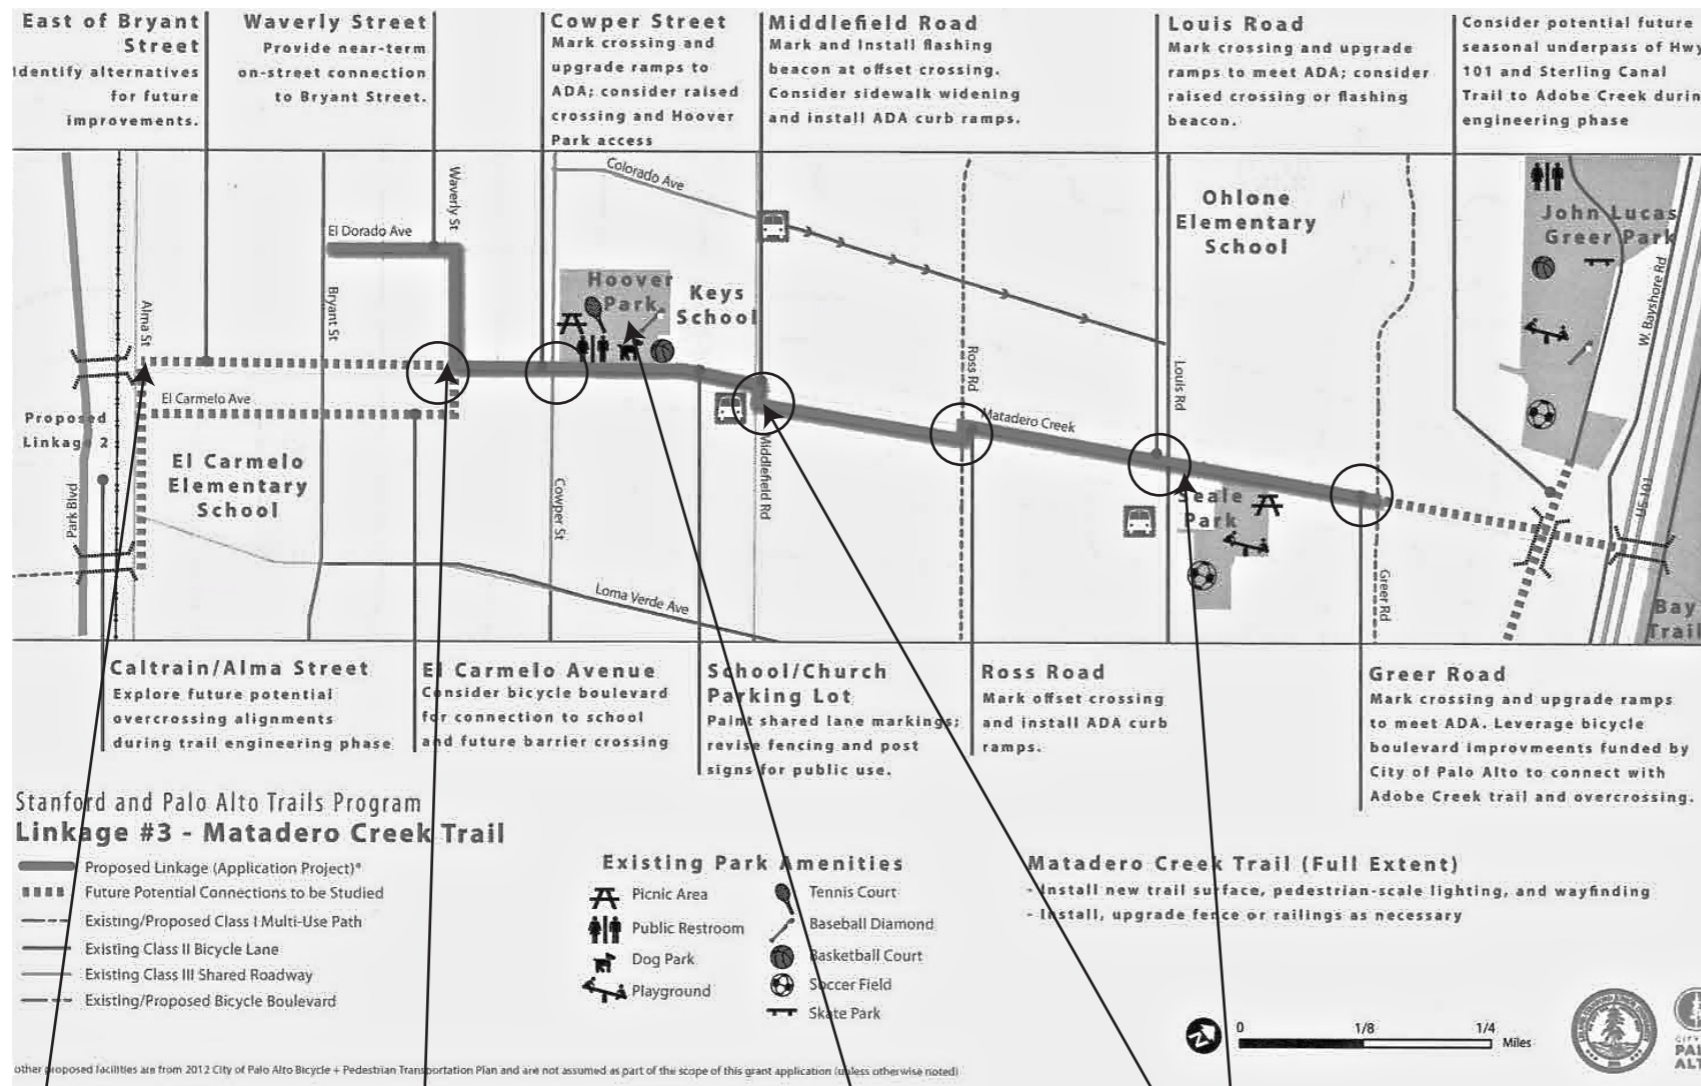 East of Bryant
Street
Identify alternatives
for future
improvements.
Waverly Street
Provide near-term
on-street connection
to Bryant Street.
Cowper Street
Mark crossing and
upgrade ramps to
ADA; consider raised
crossing and Hoover
Park access
Middlefield Road
Mark and Install flashing
beacon at offset crossing.
Consider sidewalk widening
and install ADA curb ramps.
Louis Road
Mark crossing and upgrade
ramps to meet ADA; consider
raised crossing or flashing
beacon.
Consider potential future
seasonal underpass of Hwy
101 and Sterling Canal
Trail to Adobe Creek durin
engineering phase
Colorado Ave
Waverly St
El Dorado Ave
Alma St
Bryant St
Hoover
Park
Keys
School
Ohlone
Elementary
School
John Lucas
Greer Park
W. Bayshore Rd
El Carmelo Ave
Proposed
Linkage 2
El Carmelo
Elementary
School
Park Blvd
Cowper St
Middlefield Rd
Ross Rd
Matadero Creek
Louis Rd
Seale
Park
Greer Rd
US 101
Loma Verde Ave
Bay
Trail
Caltrain/Alma Street
Explore future potential
overcrossing alignments
during trail engineering phase
El Carmelo Avenue
Consider bicycle boulevard
for connection to school
and future barrier crossing
School/Church
Parking Lot
Paint shared lane markings;
revise fencing and post
signs for public use.
Ross Road
Mark offset crossing
and install ADA curb
ramps.
Greer Road
Mark crossing and upgrade ramps
to meet ADA. Leverage bicycle
boulevard improvmeents funded by
City of Palo Alto to connect with
Adobe Creek trail and overcrossing.
Stanford and Palo Alto Trails Program
Linkage #3 - Matadero Creek Trail
Proposed Linkage (Application Project)*
Future Potential Connections to be Studied
Existing/Proposed Class I Multi-Use Path
Existing Class II Bicycle Lane
Existing Class III Shared Roadway
Existing/Proposed Bicycle Boulevard
Existing Park Amenities
Picnic Area
Public Restroom
Dog Park
Playground
Tennis Court
Baseball Diamond
Basketball Court
Soccer Field
Skate Park
Matadero Creek Trail (Full Extent)
- Install new trail surface, pedestrian-scale lighting, and wayfinding
- Install, upgrade fence or railings as necessary
0 1/8 1/4
Miles
N
CITY
PAL
ALT
other proposed facilities are from 2012 City of Palo Alto Bicycle + Pedestrian Transportation Plan and are not assumed as part of the scope of this grant application (unless otherwise noted)